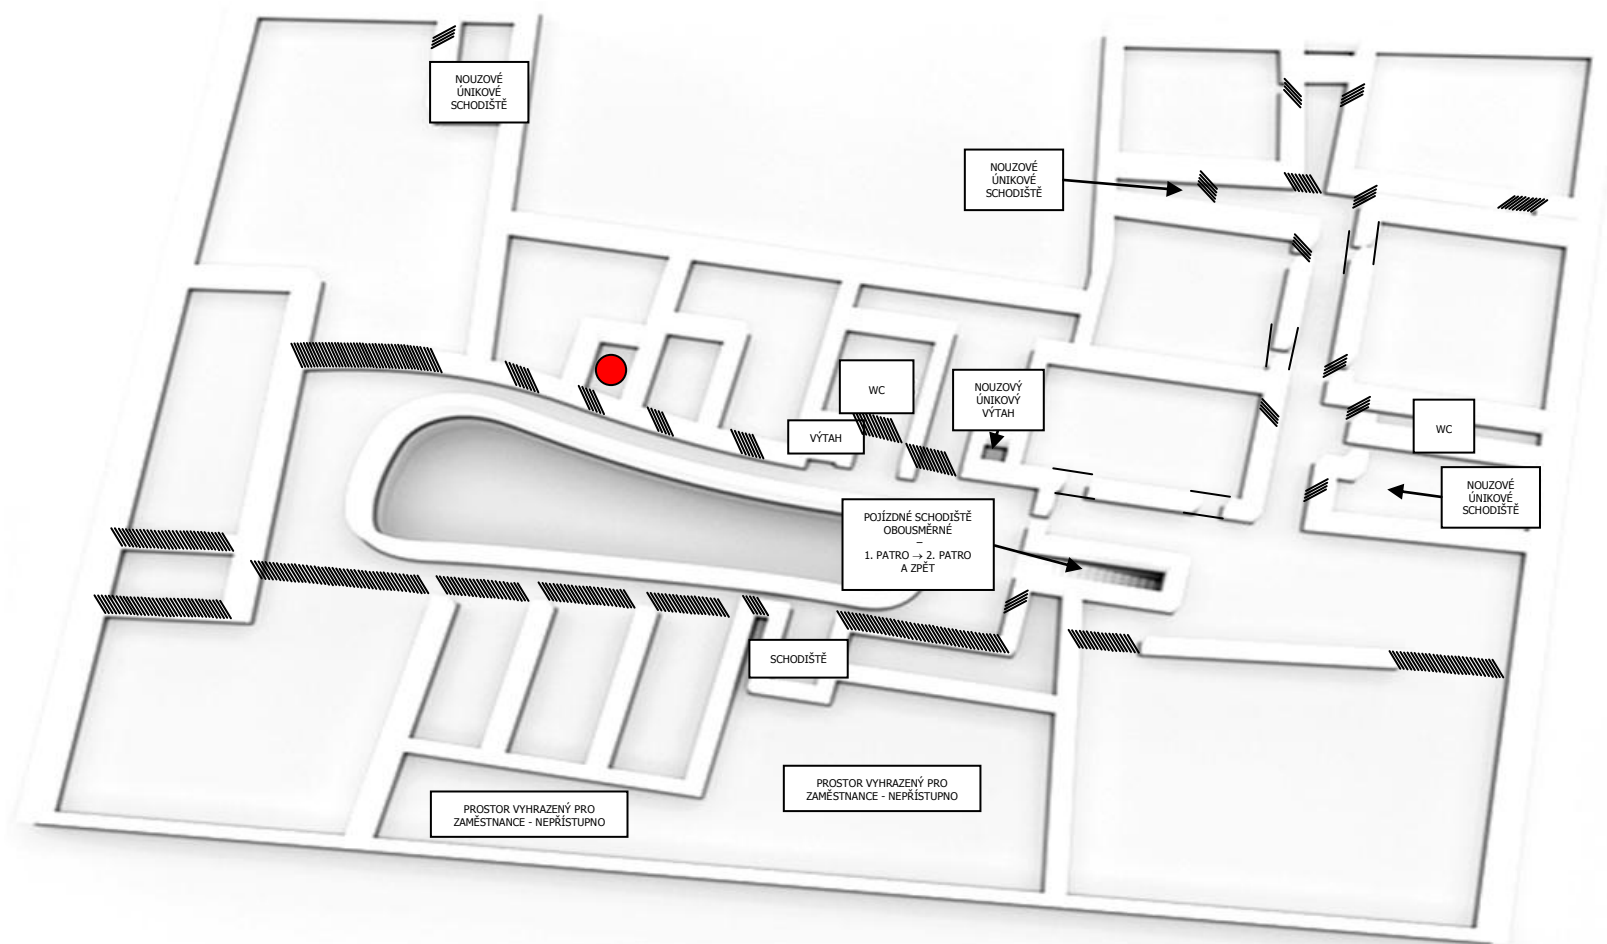 NOUZOVÉ
ÚNIKOVÉ
SCHODIŠTĚ
NOUZOVÉ
ÚNIKOVÉ
SCHODIŠTĚ
WC
NOUZOVÝ
ÚNIKOVÝ
VÝTAH
VÝTAH
WC
NOUZOVÉ
ÚNIKOVÉ
SCHODIŠTĚ
POJÍZDNÉ SCHODIŠTĚ
OBOUSMĚRNÉ
–
1. PATRO → 2. PATRO
A ZPĚT
SCHODIŠTĚ
PROSTOR VYHRAZENÝ PRO
ZAMĚSTNANCE - NEPŘÍSTUPNO
PROSTOR VYHRAZENÝ PRO
ZAMĚSTNANCE - NEPŘÍSTUPNO